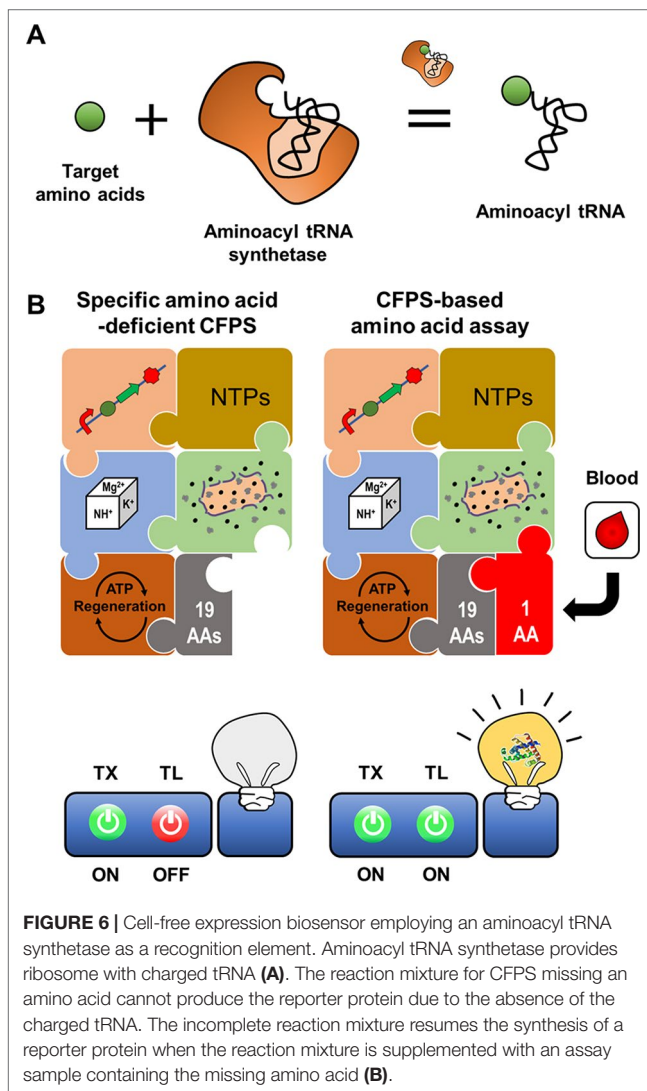 A
Target
amino acids
Aminoacyl tRNA
synthetase
Aminoacyl tRNA
B
Specific amino acid
-deficient CFPS
CFPS-based
amino acid assay
NTPs
NTPs
Mg²⁺
NH⁺
K⁺
Mg²⁺
NH⁺
K⁺
Blood
ATP
Regeneration
19
AAs
ATP
Regeneration
19
AAs
1
AA
TX
TL
ON
OFF
TX
TL
ON
ON
FIGURE 6 | Cell-free expression biosensor employing an aminoacyl tRNA
synthetase as a recognition element. Aminoacyl tRNA synthetase provides
ribosome with charged tRNA (A). The reaction mixture for CFPS missing an
amino acid cannot produce the reporter protein due to the absence of the
charged tRNA. The incomplete reaction mixture resumes the synthesis of a
reporter protein when the reaction mixture is supplemented with an assay
sample containing the missing amino acid (B).